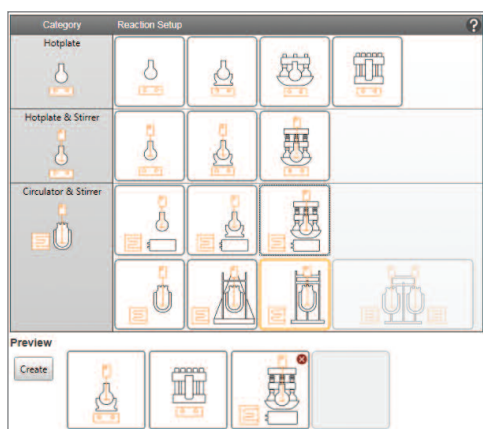 Category Reaction Setup ?
Hotplate
Hotplate & Stirrer
Circulator & Stirrer
Preview
Create